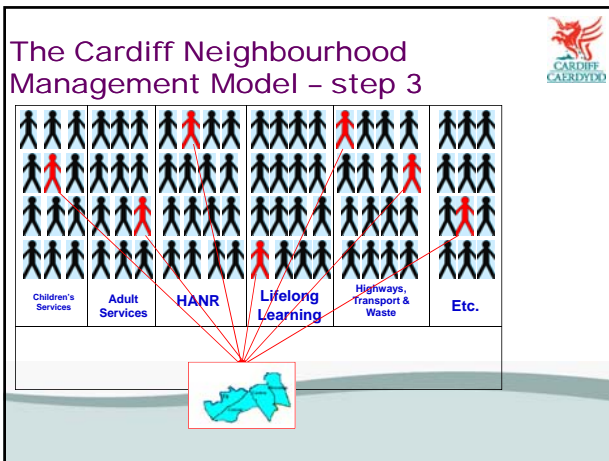 The Cardiff Neighbourhood
Management Model – step 3
CARDIFF
CAERDYDD
Children's
Services
Adult
Services
HANR
Lifelong
Learning
Highways,
Transport &
Waste
Etc.